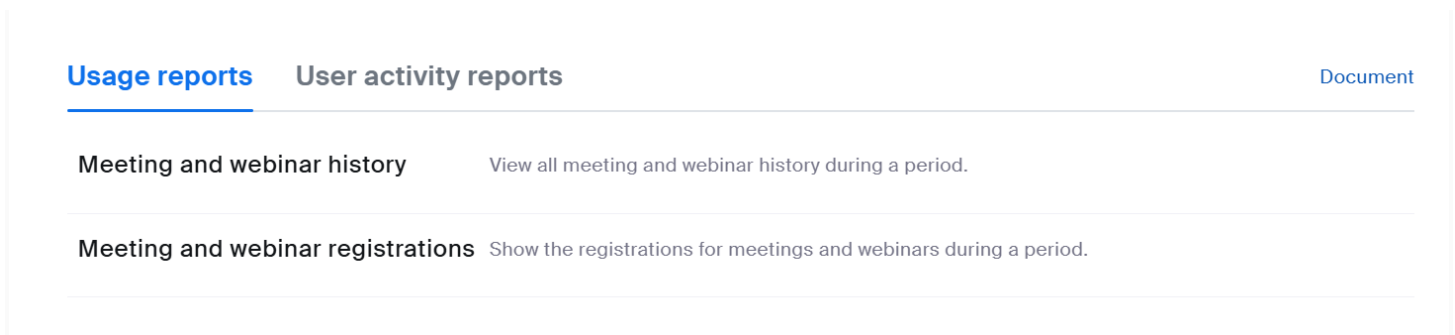 Usage reports User activity reports Document
Meeting and webinar history View all meeting and webinar history during a period.
Meeting and webinar registrations Show the registrations for meetings and webinars during a period.